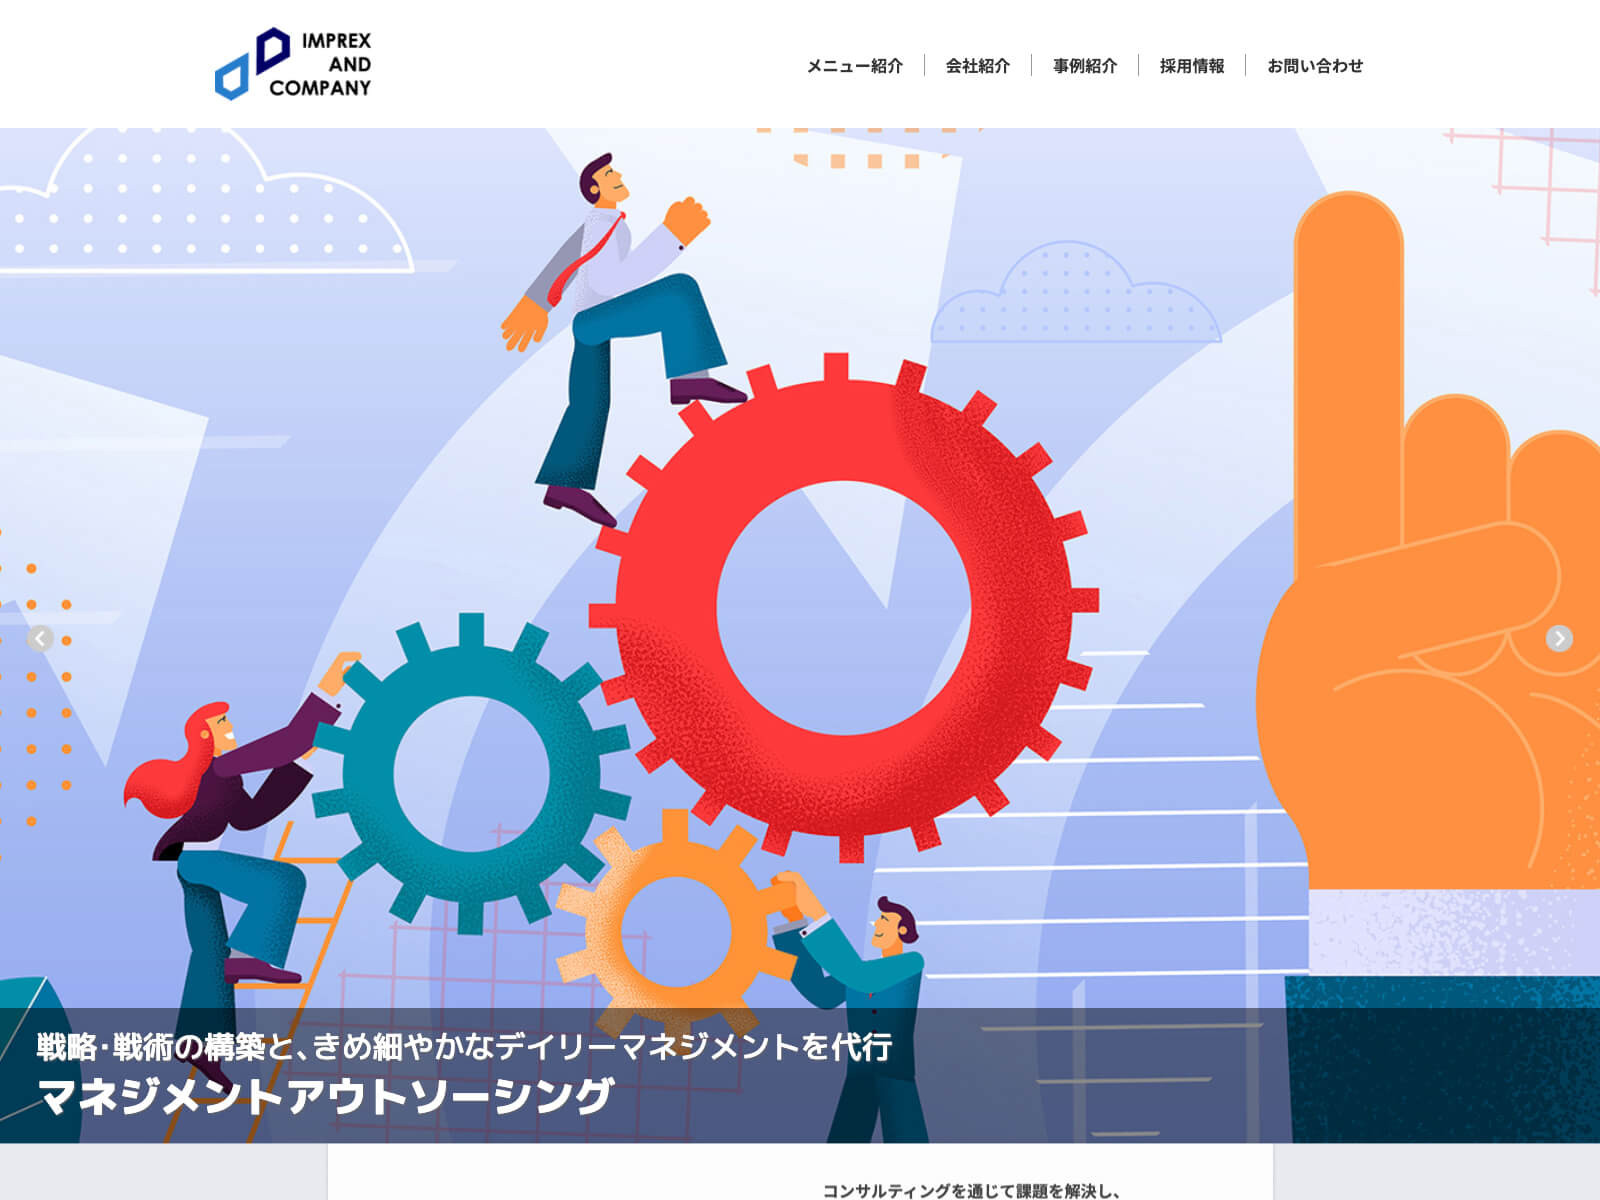 IMPREX
AND
COMPANY
メニュー紹介
会社紹介
事例紹介
採用情報
お問い合わせ
戦略・戦術の構築と、きめ細やかなデイリーマネジメントを代行
マネジメントアウトソーシング
コンサルティングを通じて課題を解決し、